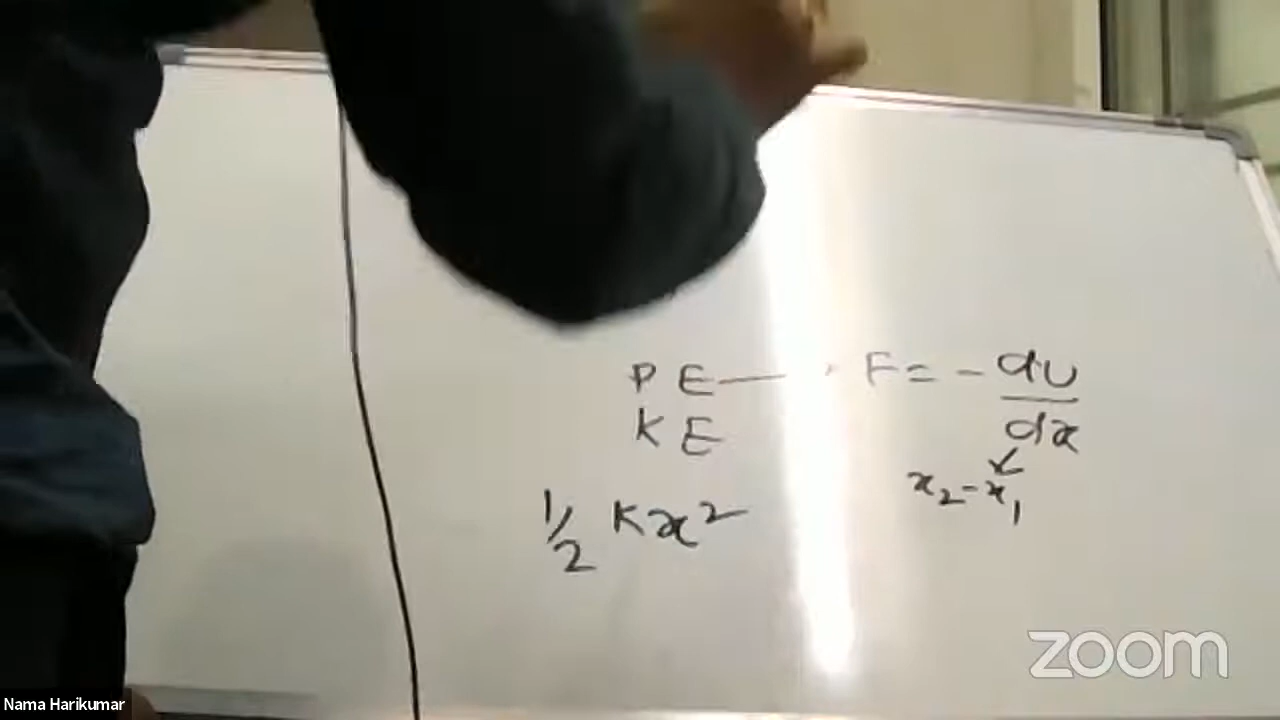 PE — F = - dU/dx
KE
x₂-x₁
1/2 Kx²
zoom
Nama Harikumar